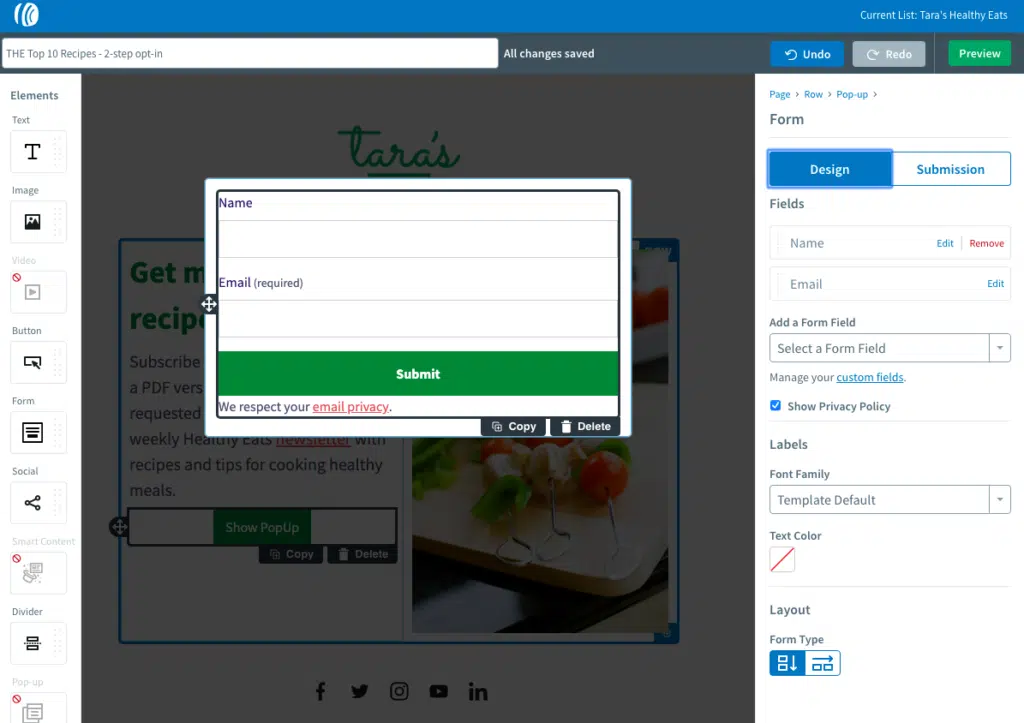 Current List: Tara's Healthy Eats
THE Top 10 Recipes - 2-step opt-in
All changes saved
Undo
Redo
Preview
Elements
Text
Image
Video
Button
Form
Social
Smart Content
Divider
Pop-up
tara's
Get m
recipe
Subscribe
a PDF vers
requested
weekly Healthy Eats newsletter with
recipes and tips for cooking healthy
meals.
Show PopUp
Copy
Delete
Name
Email (required)
Submit
We respect your email privacy.
Copy
Delete
Page > Row > Pop-up >
Form
Design
Submission
Fields
Name
Edit
Remove
Email
Edit
Add a Form Field
Select a Form Field
Manage your custom fields.
Show Privacy Policy
Labels
Font Family
Template Default
Text Color
Layout
Form Type